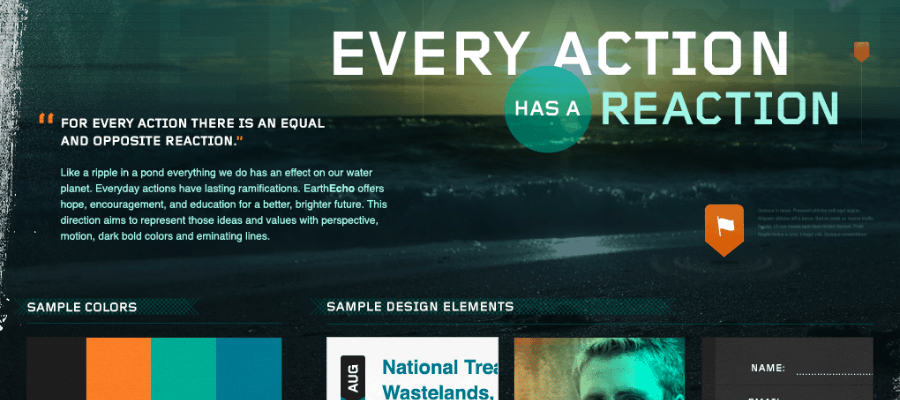 EVERY ACTION
HAS A REACTION
“ FOR EVERY ACTION THERE IS AN EQUAL
AND OPPOSITE REACTION.”
Like a ripple in a pond everything we do has an effect on our water
planet. Everyday actions have lasting ramifications. EarthEcho offers
hope, encouragement, and education for a better, brighter future. This
direction aims to represent those ideas and values with perspective,
motion, dark bold colors and eminating lines.
SAMPLE COLORS
SAMPLE DESIGN ELEMENTS
AUG
National Trea
Wastelands,
NAME: